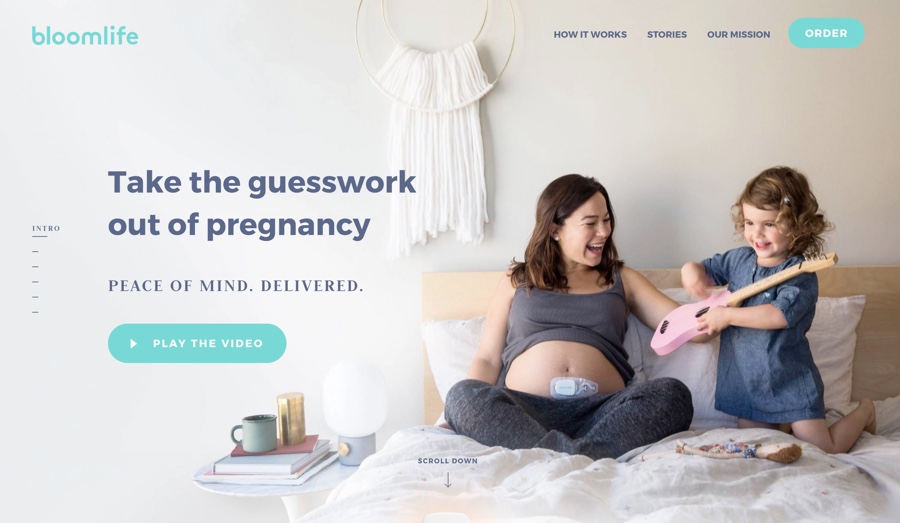 bloomlife
HOW IT WORKS
STORIES
OUR MISSION
ORDER
Take the guesswork
out of pregnancy
INTRO
PEACE OF MIND. DELIVERED.
PLAY THE VIDEO
SCROLL DOWN